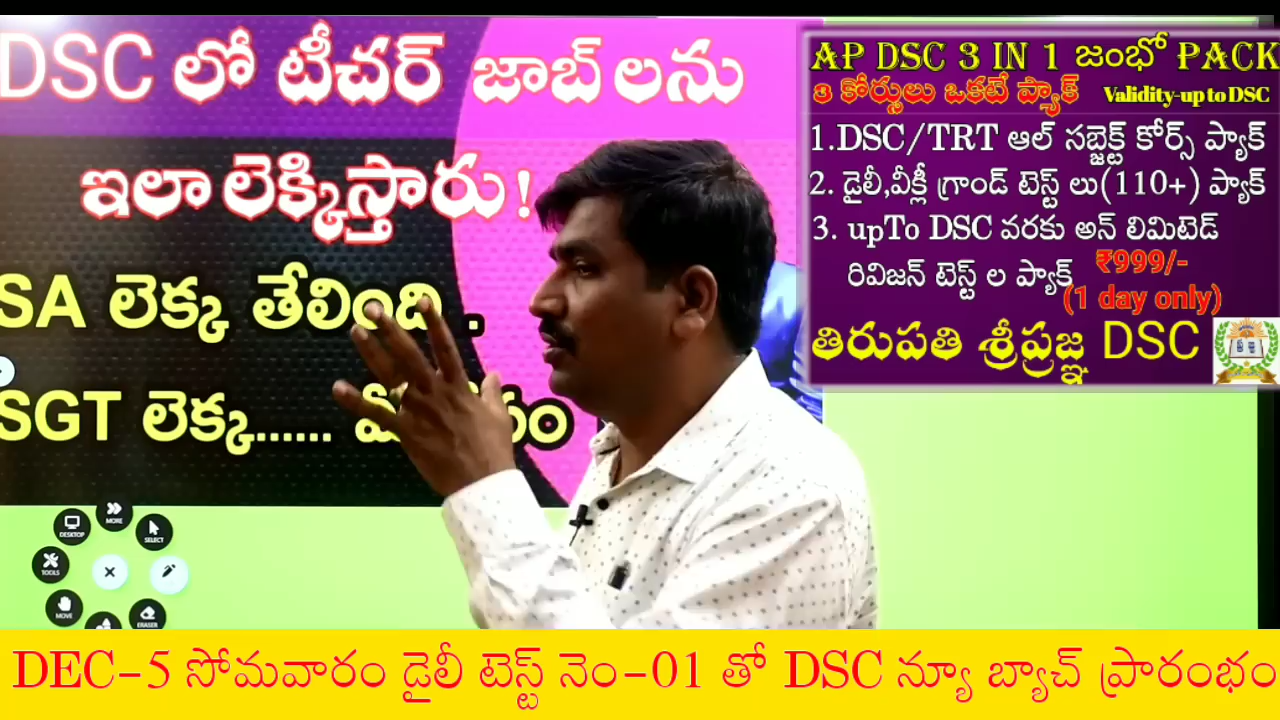 DSC లో టీచర్ జాబ్ లను
ఇలా లెక్కిస్తారు!
SA లెక్క తేలింది .
SGT లెక్క......
AP DSC 3 IN 1 జంభో PACK
3 కోర్సులు ఒకటే ప్యాక్ Validity-up to DSC
1.DSC/TRT ఆల్ సబ్జెక్ట్ కోర్స్ ప్యాక్
2. డైలీ,వీక్లీ గ్రాండ్ టెస్ట్ లు(110+) ప్యాక్
3. upTo DSC వరకు అన్ లిమిటెడ్
రివిజన్ టెస్ట్ ల ప్యాక్ ₹999/-
(1 day only)
తిరుపతి శ్రీప్రజ్ఞ DSC
MORE
DESKTOP
SELECT
TOOLS
MOVE
ERASER
DEC-5 సోమవారం డైలీ టెస్ట్ నెం-01 తో DSC న్యూ బ్యాచ్ ప్రారంభం